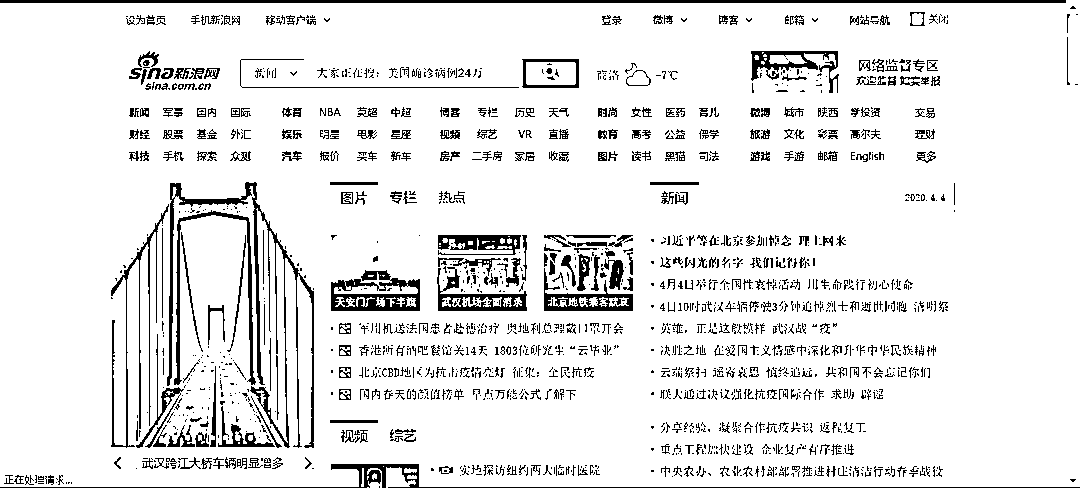 设为首页 手机新浪网 移动客户端 登录 微博 博客 邮箱 网站导航 关闭
sina新浪网
sina.com.cn
新闻 大家正在搜：美国确诊病例24万 商洛 -7℃
网络监督专区
欢迎监督 如实举报
新闻 军事 国内 国际 体育 NBA 英超 中超 博客 专栏 历史 天气 时尚 女性 医药 育儿 微博 城市 陕西 学投资 交易
财经 股票 基金 外汇 娱乐 明星 电影 星座 视频 综艺 VR 直播 教育 高考 公益 佛学 旅游 文化 彩票 高尔夫 理财
科技 手机 探索 众测 汽车 报价 买车 新车 房产 二手房 家居 收藏 图片 读书 黑猫 司法 游戏 手游 邮箱 English 更多
图片 专栏 热点
天安门广场下半旗 武汉机场全面消杀 北京地铁乘客默哀
军用机送法国患者赴德治疗 奥地利总理戴口罩开会
香港所有酒吧餐馆关14天 1803位研究生“云毕业”
北京CBD地区为抗击疫情亮灯 征集：全民抗疫
国内春天的颜值榜单 早点万能公式了解下
视频 综艺
实地探访纽约两大临时医院
武汉跨江大桥车辆明显增多
新闻 2020.4.4
习近平等在北京参加悼念 理上网来
这些闪光的名字 我们记得你！
4月4日举行全国性哀悼活动 用生命践行初心使命
4日10时武汉车辆停驶3分钟追悼烈士和逝世同胞 清明祭
英雄，正是这般模样 武汉战“疫”
决胜之地 在爱国主义情感中深化和升华中华民族精神
云端祭扫 遥寄哀思 慎终追远，共和国不会忘记你们
联大通过决议强化抗疫国际合作 求助 辟谣
分享经验，凝聚合作抗疫共识 返程复工
重点工程加快建设 企业复产有序推进
中央农办、农业农村部部署推进村庄清洁行动春季战役
正在处理请求...